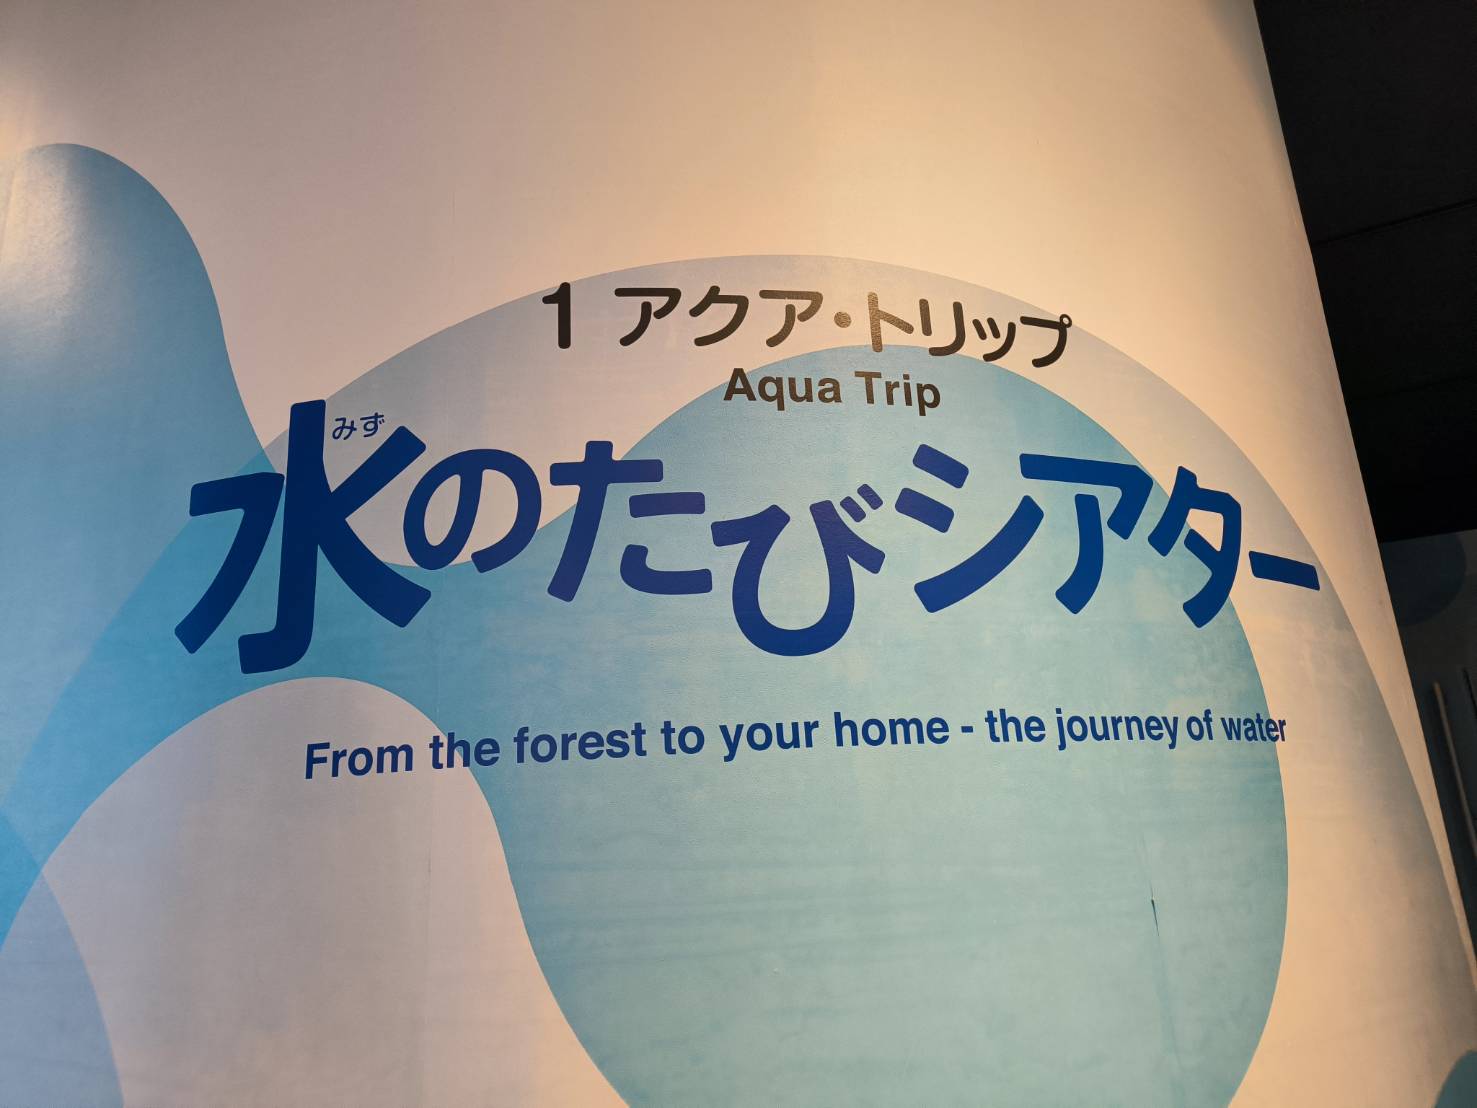 1 アクア・トリップ
Aqua Trip
みず
水のたびシアター
From the forest to your home - the journey of water